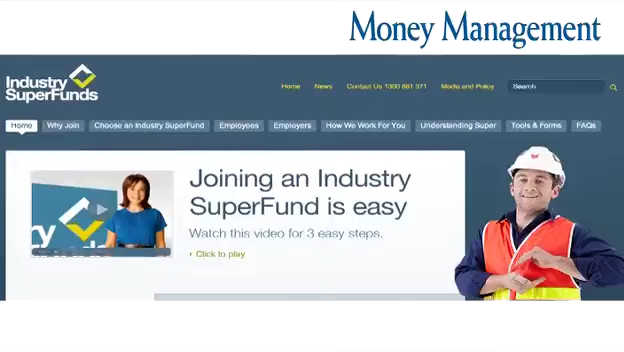 Money Management
Industry
SuperFunds
Home News Contact Us 1300 881 371 Media and Policy Search
Home Why Join Choose an Industry SuperFund Employees Employers How We Work For You Understanding Super Tools & Forms FAQs
Joining an Industry
SuperFund is easy
Watch this video for 3 easy steps.
Click to play